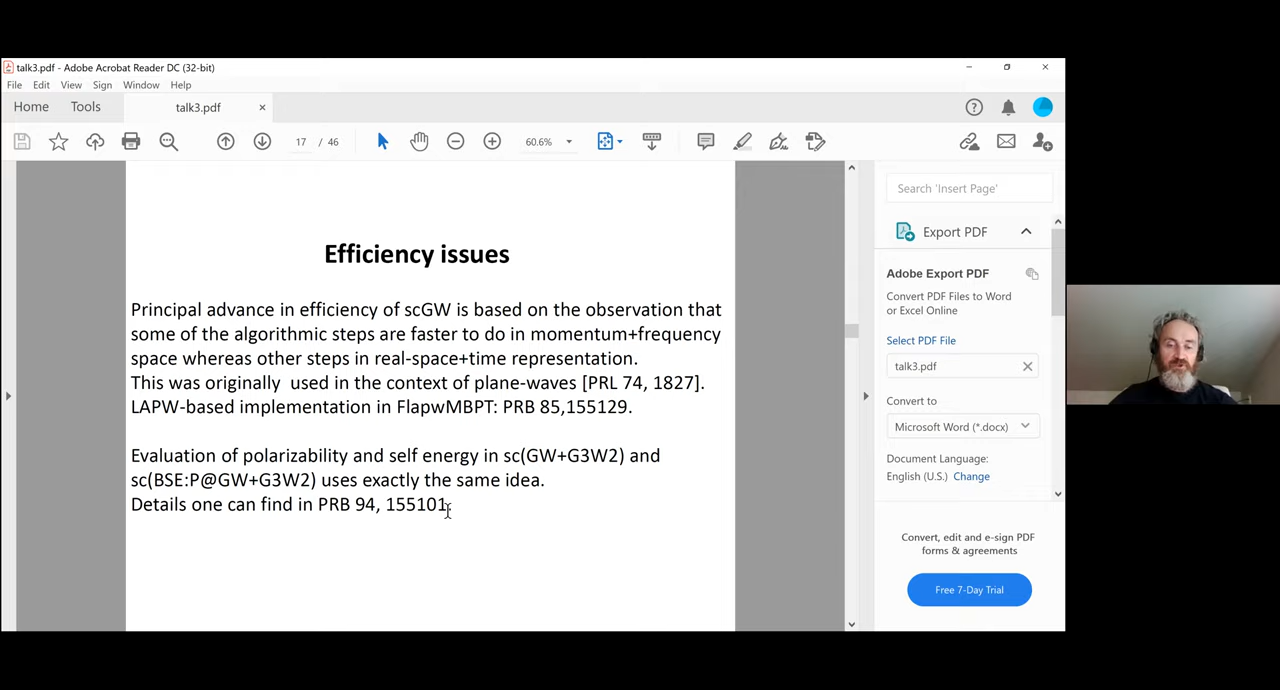 talk3.pdf - Adobe Acrobat Reader DC (32-bit)
File Edit View Sign Window Help
Home Tools talk3.pdf
17 / 46 60.6%
Efficiency issues
Principal advance in efficiency of scGW is based on the observation that
some of the algorithmic steps are faster to do in momentum+frequency
space whereas other steps in real-space+time representation.
This was originally used in the context of plane-waves [PRL 74, 1827].
LAPW-based implementation in FlapwMBPT: PRB 85,155129.
Evaluation of polarizability and self energy in sc(GW+G3W2) and
sc(BSE:P@GW+G3W2) uses exactly the same idea.
Details one can find in PRB 94, 155101.
Search 'Insert Page'
Export PDF
Adobe Export PDF
Convert PDF Files to Word
or Excel Online
Select PDF File
talk3.pdf
Convert to
Microsoft Word (*.docx)
Document Language:
English (U.S.) Change
Convert, edit and e-sign PDF
forms & agreements
Free 7-Day Trial